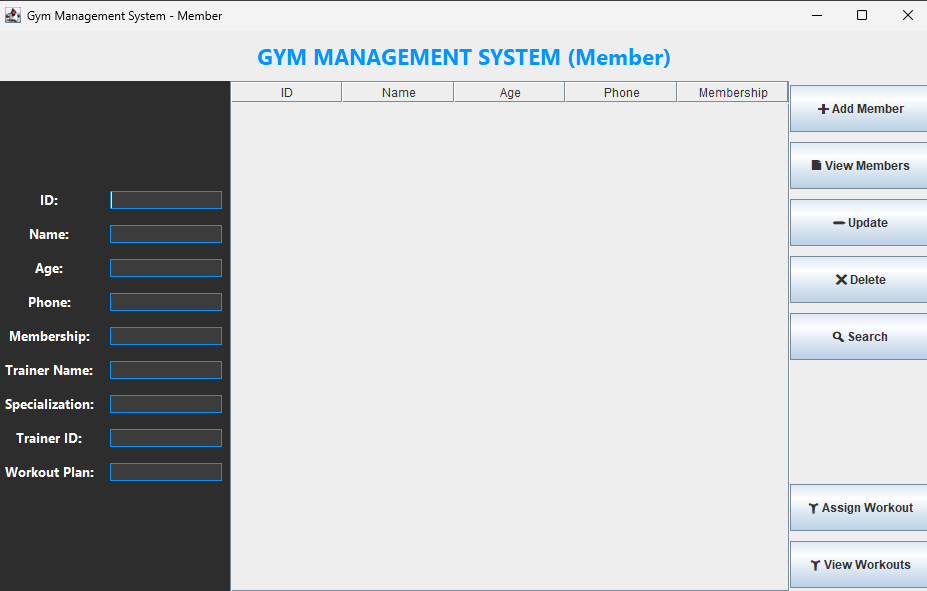 Gym Management System - Member
GYM MANAGEMENT SYSTEM (Member)
ID:
Name:
Age:
Phone:
Membership:
Trainer Name:
Specialization:
Trainer ID:
Workout Plan:
ID Name Age Phone Membership
Add Member
View Members
Update
Delete
Search
Assign Workout
View Workouts